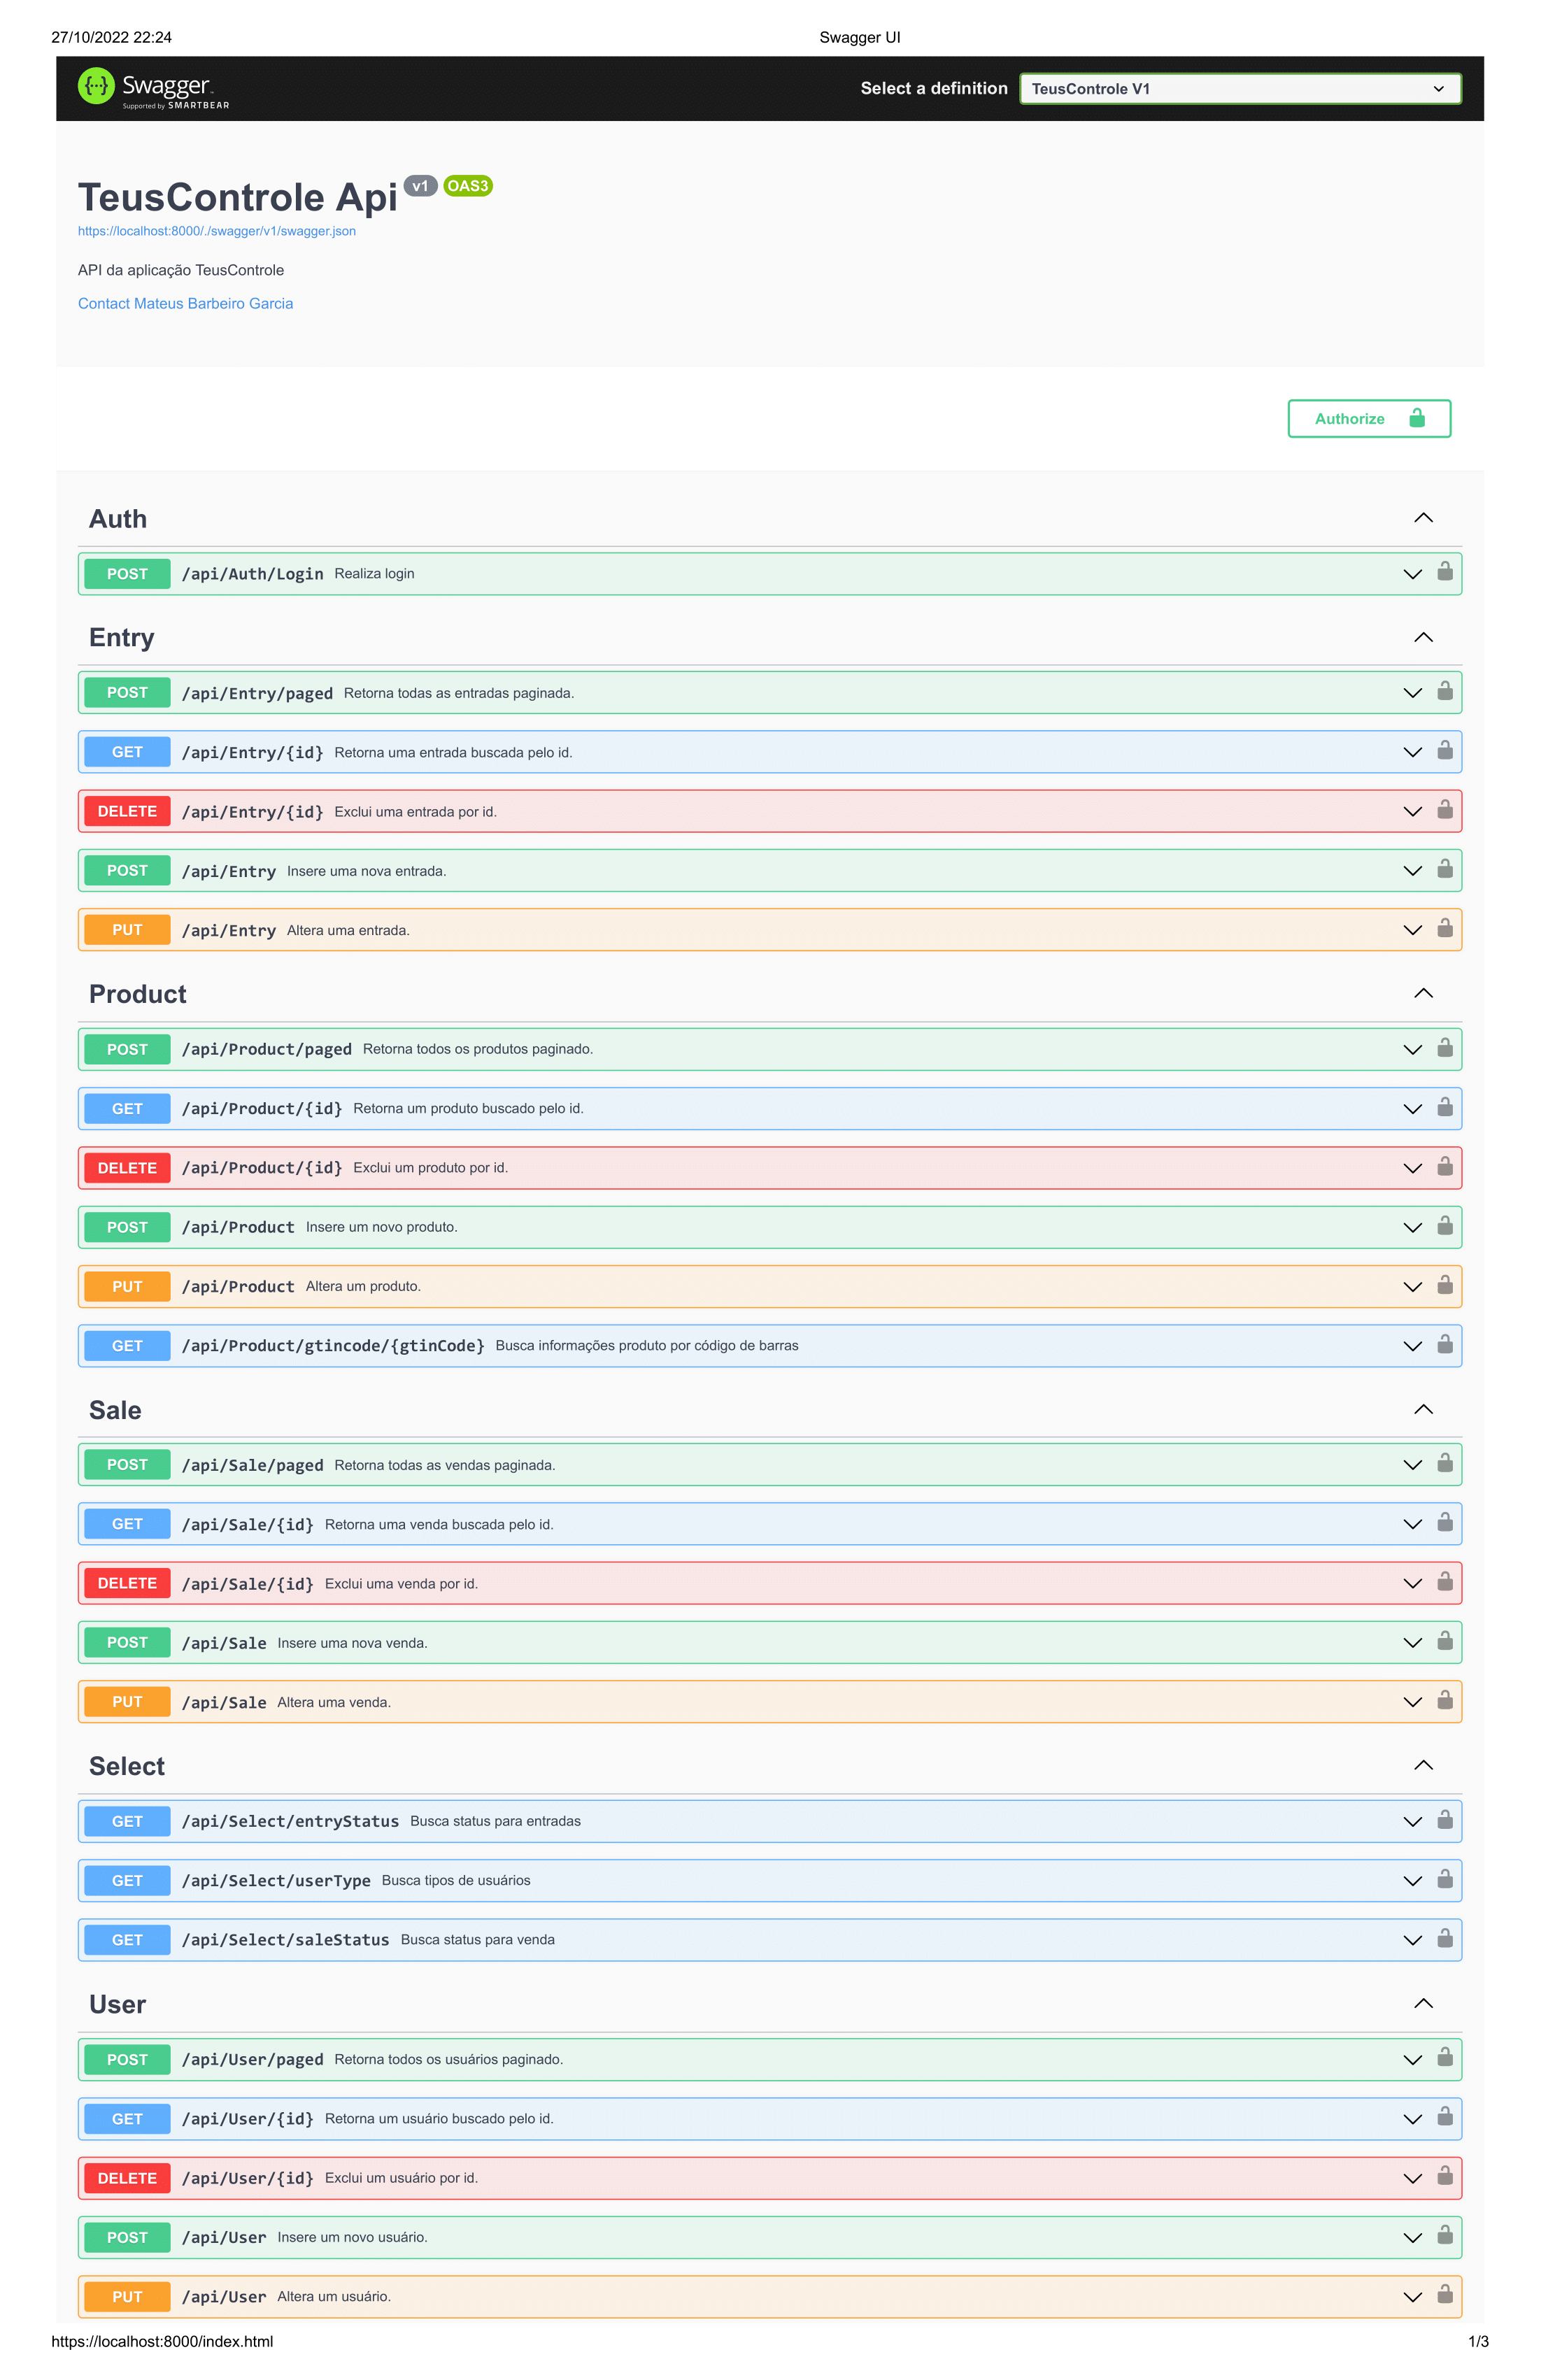 27/10/2022 22:24 Swagger UI
{···} Swagger™ Select a definition TeusControle V1
Supported by SMARTBEAR
TeusControle Api v1 OAS3
https://localhost:8000/./swagger/v1/swagger.json
API da aplicação TeusControle
Contact Mateus Barbeiro Garcia
Authorize
Auth
POST /api/Auth/Login Realiza login
Entry
POST /api/Entry/paged Retorna todas as entradas paginada.
GET /api/Entry/{id} Retorna uma entrada buscada pelo id.
DELETE /api/Entry/{id} Exclui uma entrada por id.
POST /api/Entry Insere uma nova entrada.
PUT /api/Entry Altera uma entrada.
Product
POST /api/Product/paged Retorna todos os produtos paginado.
GET /api/Product/{id} Retorna um produto buscado pelo id.
DELETE /api/Product/{id} Exclui um produto por id.
POST /api/Product Insere um novo produto.
PUT /api/Product Altera um produto.
GET /api/Product/gtincode/{gtinCode} Busca informações produto por código de barras
Sale
POST /api/Sale/paged Retorna todas as vendas paginada.
GET /api/Sale/{id} Retorna uma venda buscada pelo id.
DELETE /api/Sale/{id} Exclui uma venda por id.
POST /api/Sale Insere uma nova venda.
PUT /api/Sale Altera uma venda.
Select
GET /api/Select/entryStatus Busca status para entradas
GET /api/Select/userType Busca tipos de usuários
GET /api/Select/saleStatus Busca status para venda
User
POST /api/User/paged Retorna todos os usuários paginado.
GET /api/User/{id} Retorna um usuário buscado pelo id.
DELETE /api/User/{id} Exclui um usuário por id.
POST /api/User Insere um novo usuário.
PUT /api/User Altera um usuário.
https://localhost:8000/index.html 1/3